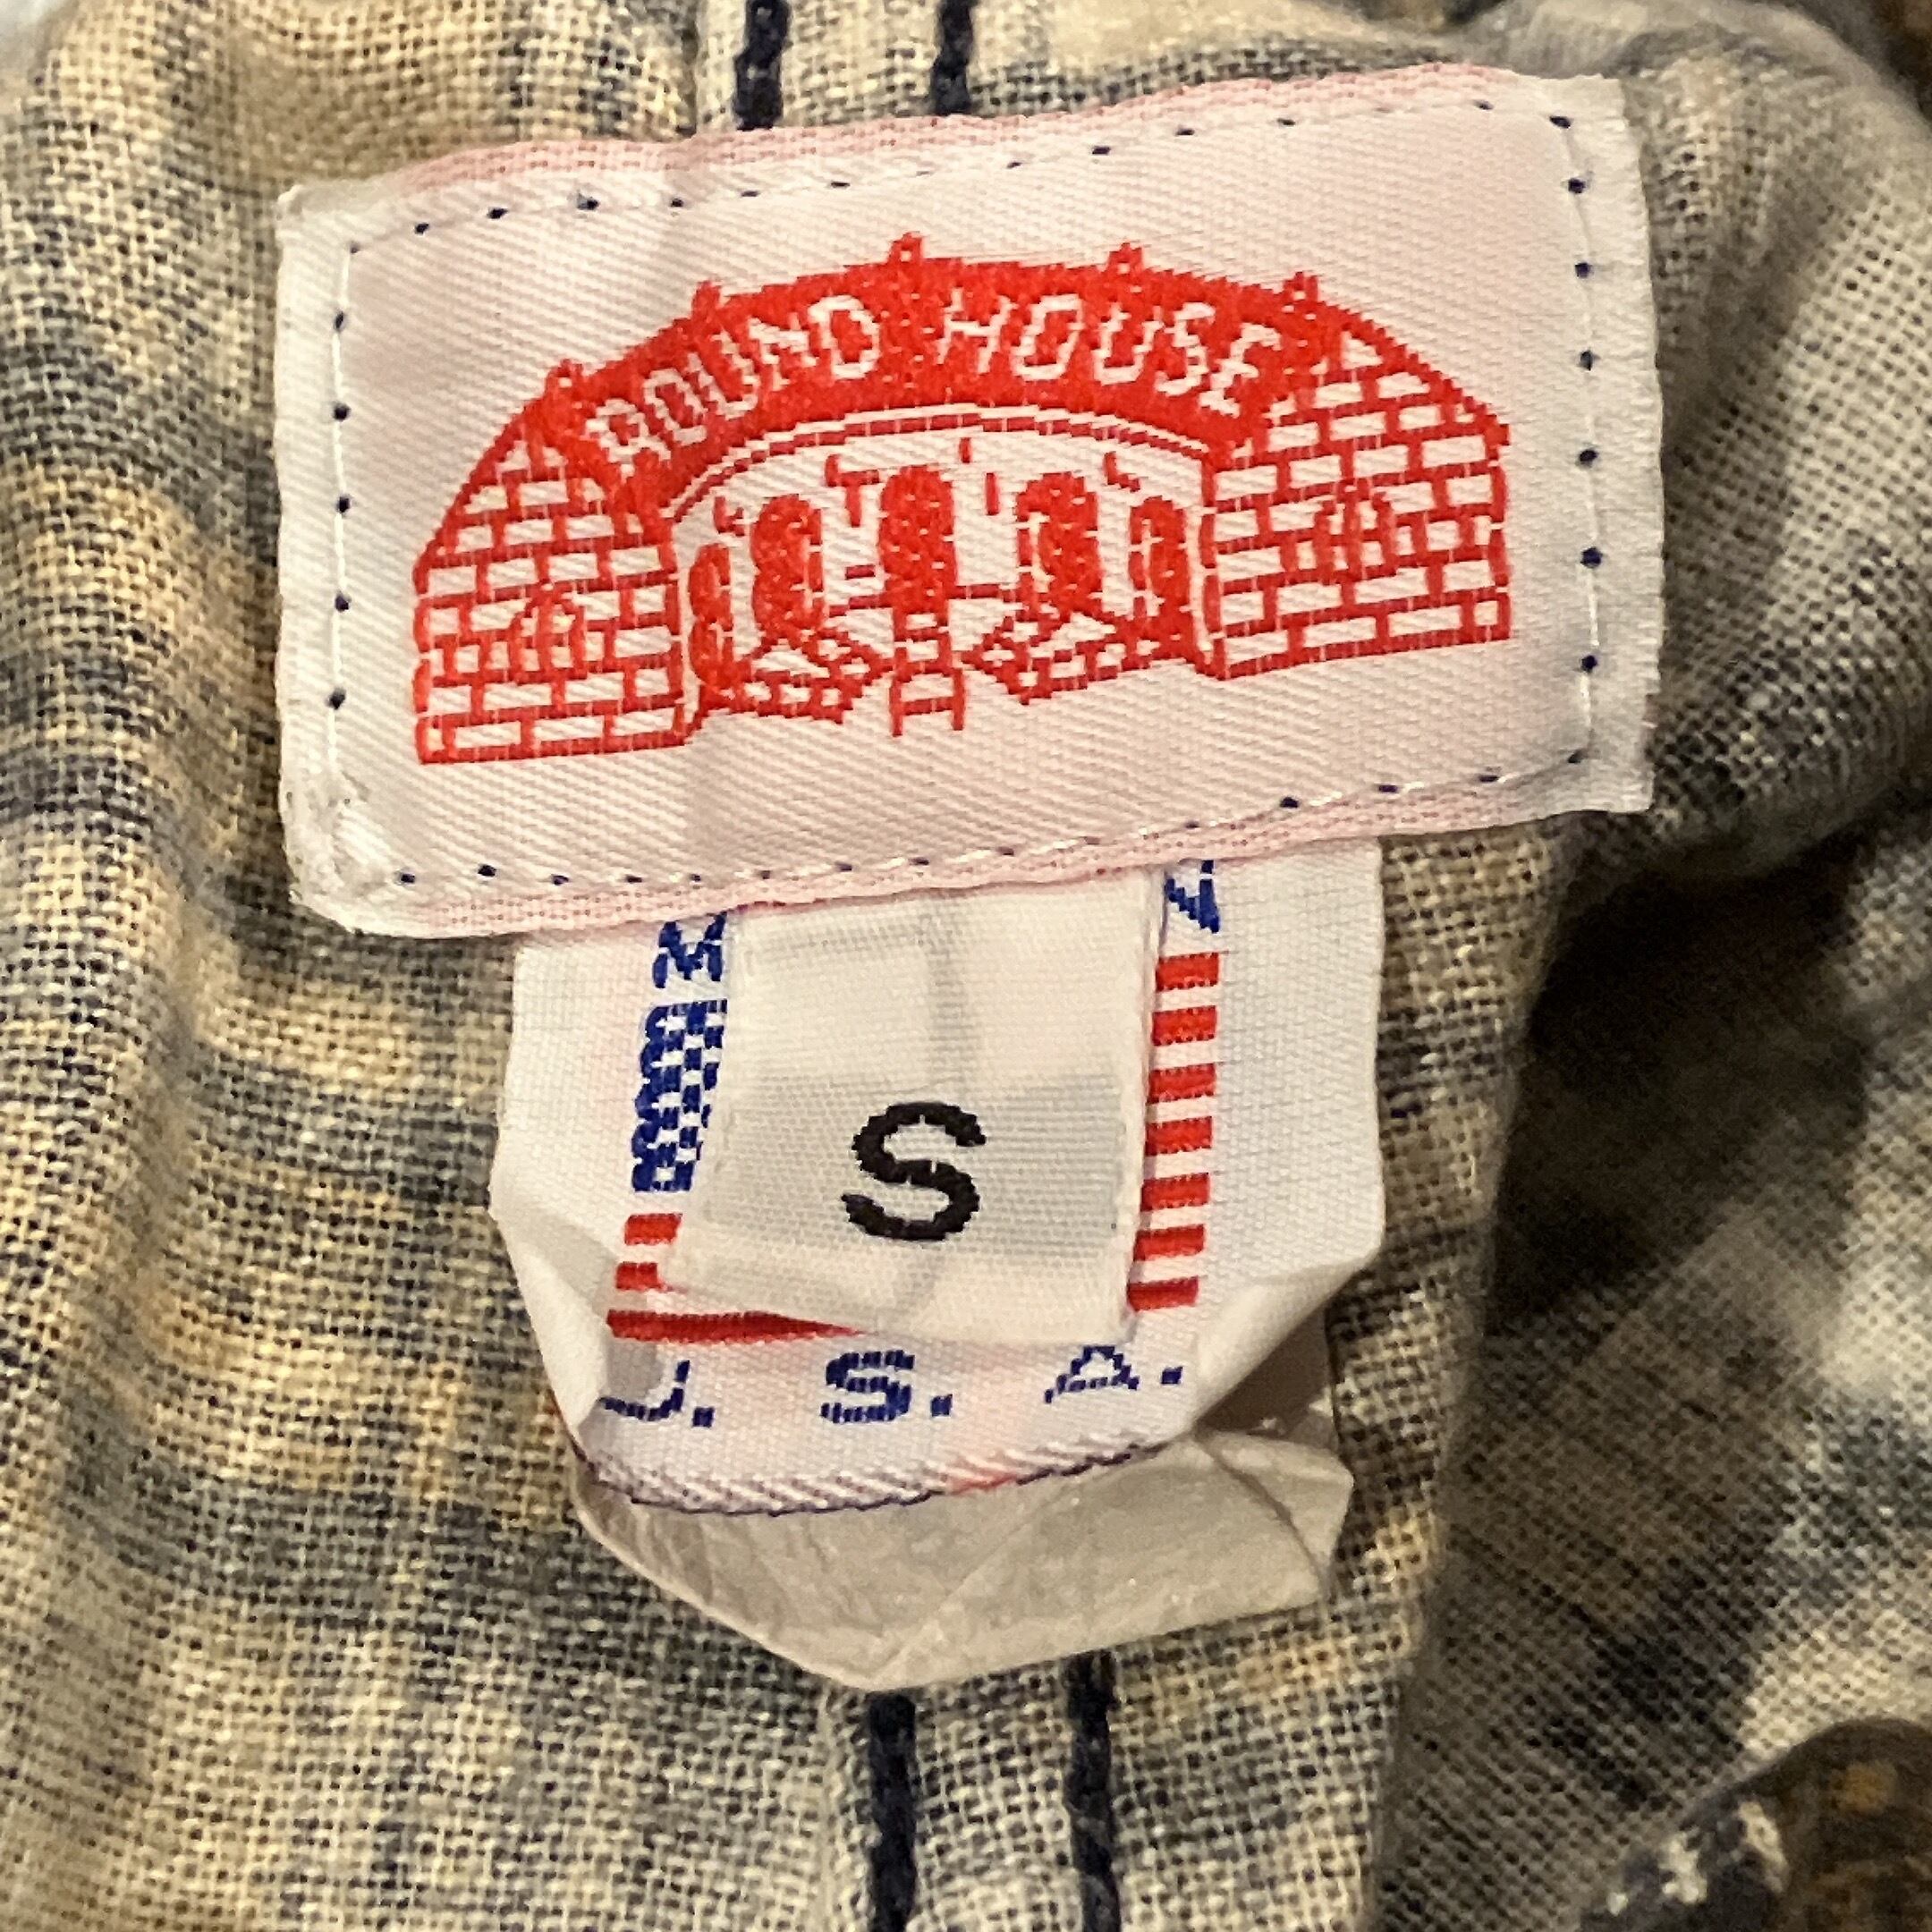 ROUND HOUSE
S
U. S. A.